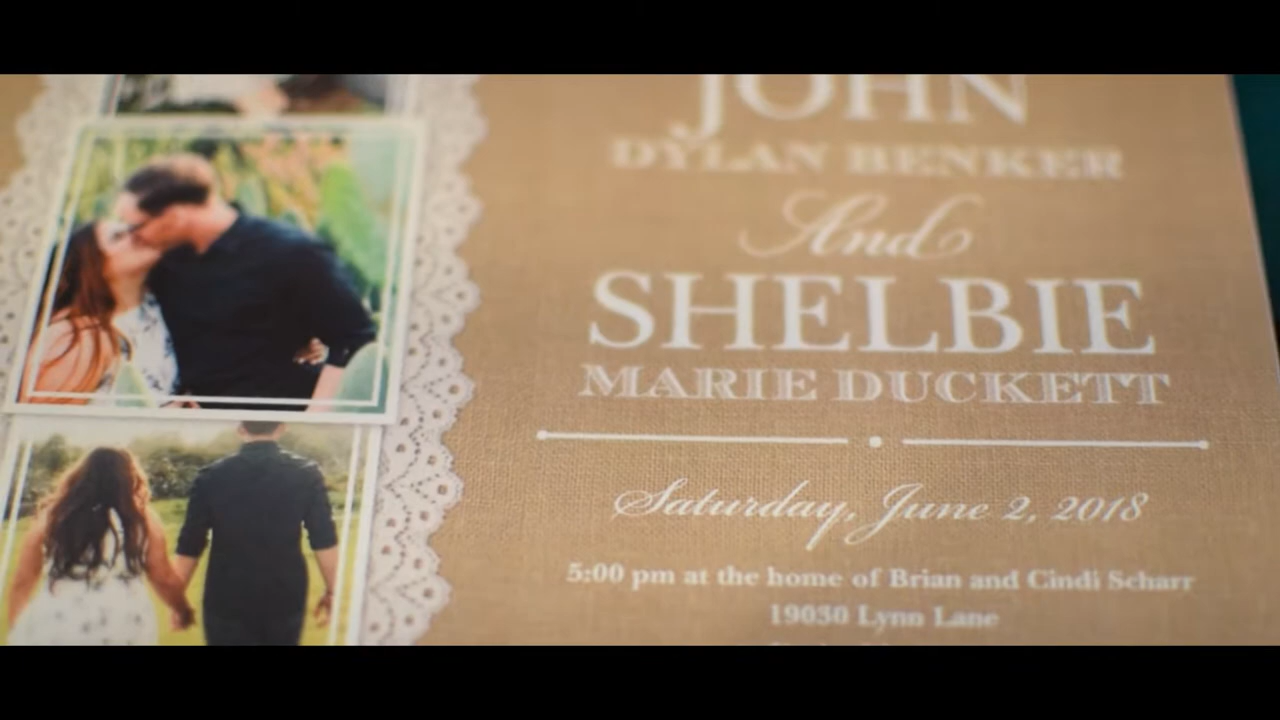 JOHN
DYLAN BENKER
And
SHELBIE
MARIE DUCKETT
Saturday, June 2, 2018
5:00 pm at the home of Brian and Cindi Scharr
19030 Lynn Lane